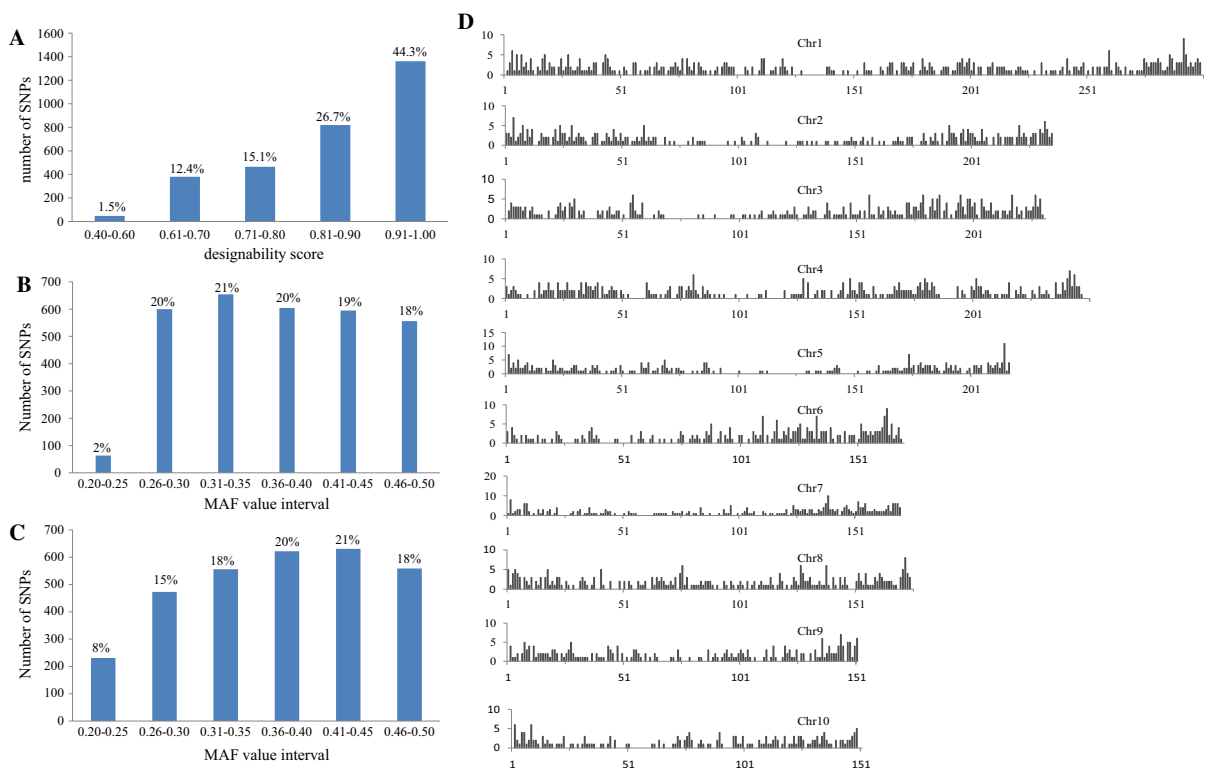 A
number of SNPs
1600
1400
1200
1000
800
600
400
200
0
1.5%
12.4%
15.1%
26.7%
44.3%
0.40-0.60 0.61-0.70 0.71-0.80 0.81-0.90 0.91-1.00
designability score
B
Number of SNPs
700
600
500
400
300
200
100
0
2%
20%
21%
20%
19%
18%
0.20-0.25 0.26-0.30 0.31-0.35 0.36-0.40 0.41-0.45 0.46-0.50
MAF value interval
C
Number of SNPs
700
600
500
400
300
200
100
0
8%
15%
18%
20%
21%
18%
0.20-0.25 0.26-0.30 0.31-0.35 0.36-0.40 0.41-0.45 0.46-0.50
MAF value interval
D
Chr1
10
5
0
1 51 101 151 201 251
Chr2
10
5
0
1 51 101 151 201
Chr3
10
5
0
1 51 101 151 201
Chr4
10
5
0
1 51 101 151 201
Chr5
15
10
5
0
1 51 101 151 201
Chr6
10
5
0
1 51 101 151
Chr7
20
10
0
1 51 101 151
Chr8
10
5
0
1 51 101 151
Chr9
10
5
0
1 51 101 151
Chr10
10
5
0
1 51 101 151